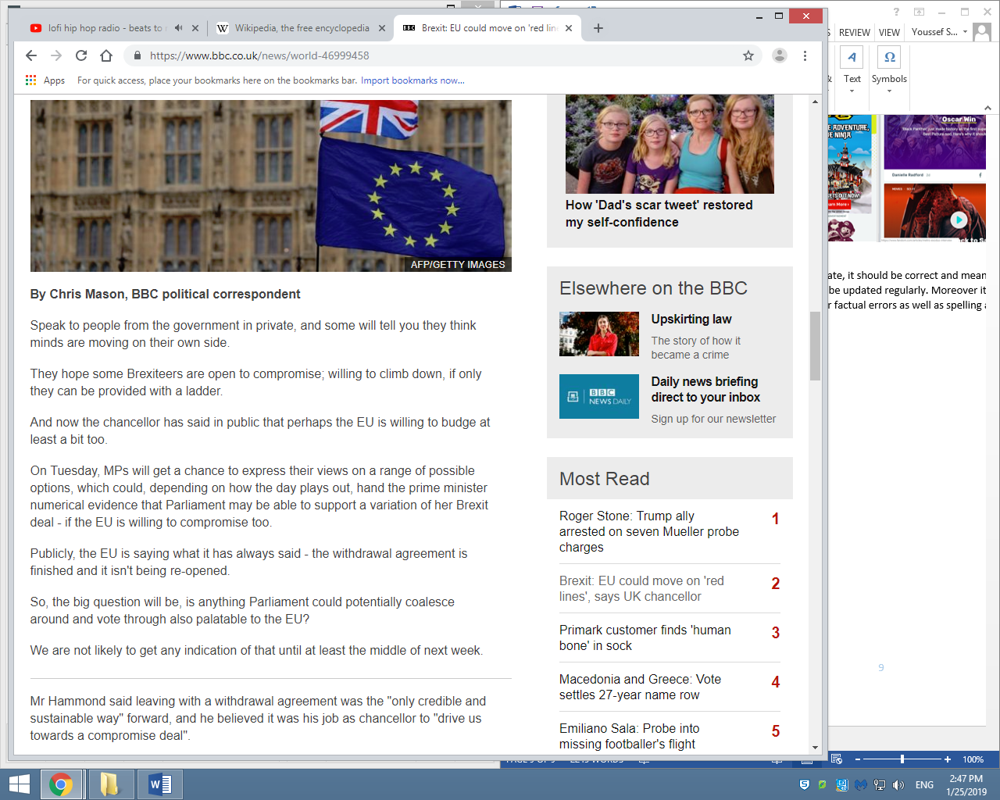 lofi hip hop radio - beats to
Wikipedia, the free encyclopedia
Brexit: EU could move on 'red line
https://www.bbc.co.uk/news/world-46999458
Apps
For quick access, place your bookmarks here on the bookmarks bar. Import bookmarks now...
AFP/GETTY IMAGES
By Chris Mason, BBC political correspondent
Speak to people from the government in private, and some will tell you they think
minds are moving on their own side.
They hope some Brexiteers are open to compromise; willing to climb down, if only
they can be provided with a ladder.
And now the chancellor has said in public that perhaps the EU is willing to budge at
least a bit too.
On Tuesday, MPs will get a chance to express their views on a range of possible
options, which could, depending on how the day plays out, hand the prime minister
numerical evidence that Parliament may be able to support a variation of her Brexit
deal - if the EU is willing to compromise too.
Publicly, the EU is saying what it has always said - the withdrawal agreement is
finished and it isn't being re-opened.
So, the big question will be, is anything Parliament could potentially coalesce
around and vote through also palatable to the EU?
We are not likely to get any indication of that until at least the middle of next week.
Mr Hammond said leaving with a withdrawal agreement was the "only credible and
sustainable way" forward, and he believed it was his job as chancellor to "drive us
towards a compromise deal".
How 'Dad's scar tweet' restored
my self-confidence
Elsewhere on the BBC
Upskirting law
The story of how it
became a crime
BBC
NEWS DAILY
Daily news briefing
direct to your inbox
Sign up for our newsletter
Most Read
Roger Stone: Trump ally
arrested on seven Mueller probe
charges
1
Brexit: EU could move on 'red
lines', says UK chancellor
2
Primark customer finds 'human
bone' in sock
3
Macedonia and Greece: Vote
settles 27-year name row
4
Emiliano Sala: Probe into
missing footballer's flight
5
REVIEW VIEW Youssef S...
Text
Symbols
Oscar Win
Danielle Radford
ate, it should be correct and mean
be updated regularly. Moreover it
r factual errors as well as spelling a
9
100%
ENG
2:47 PM
1/25/2019